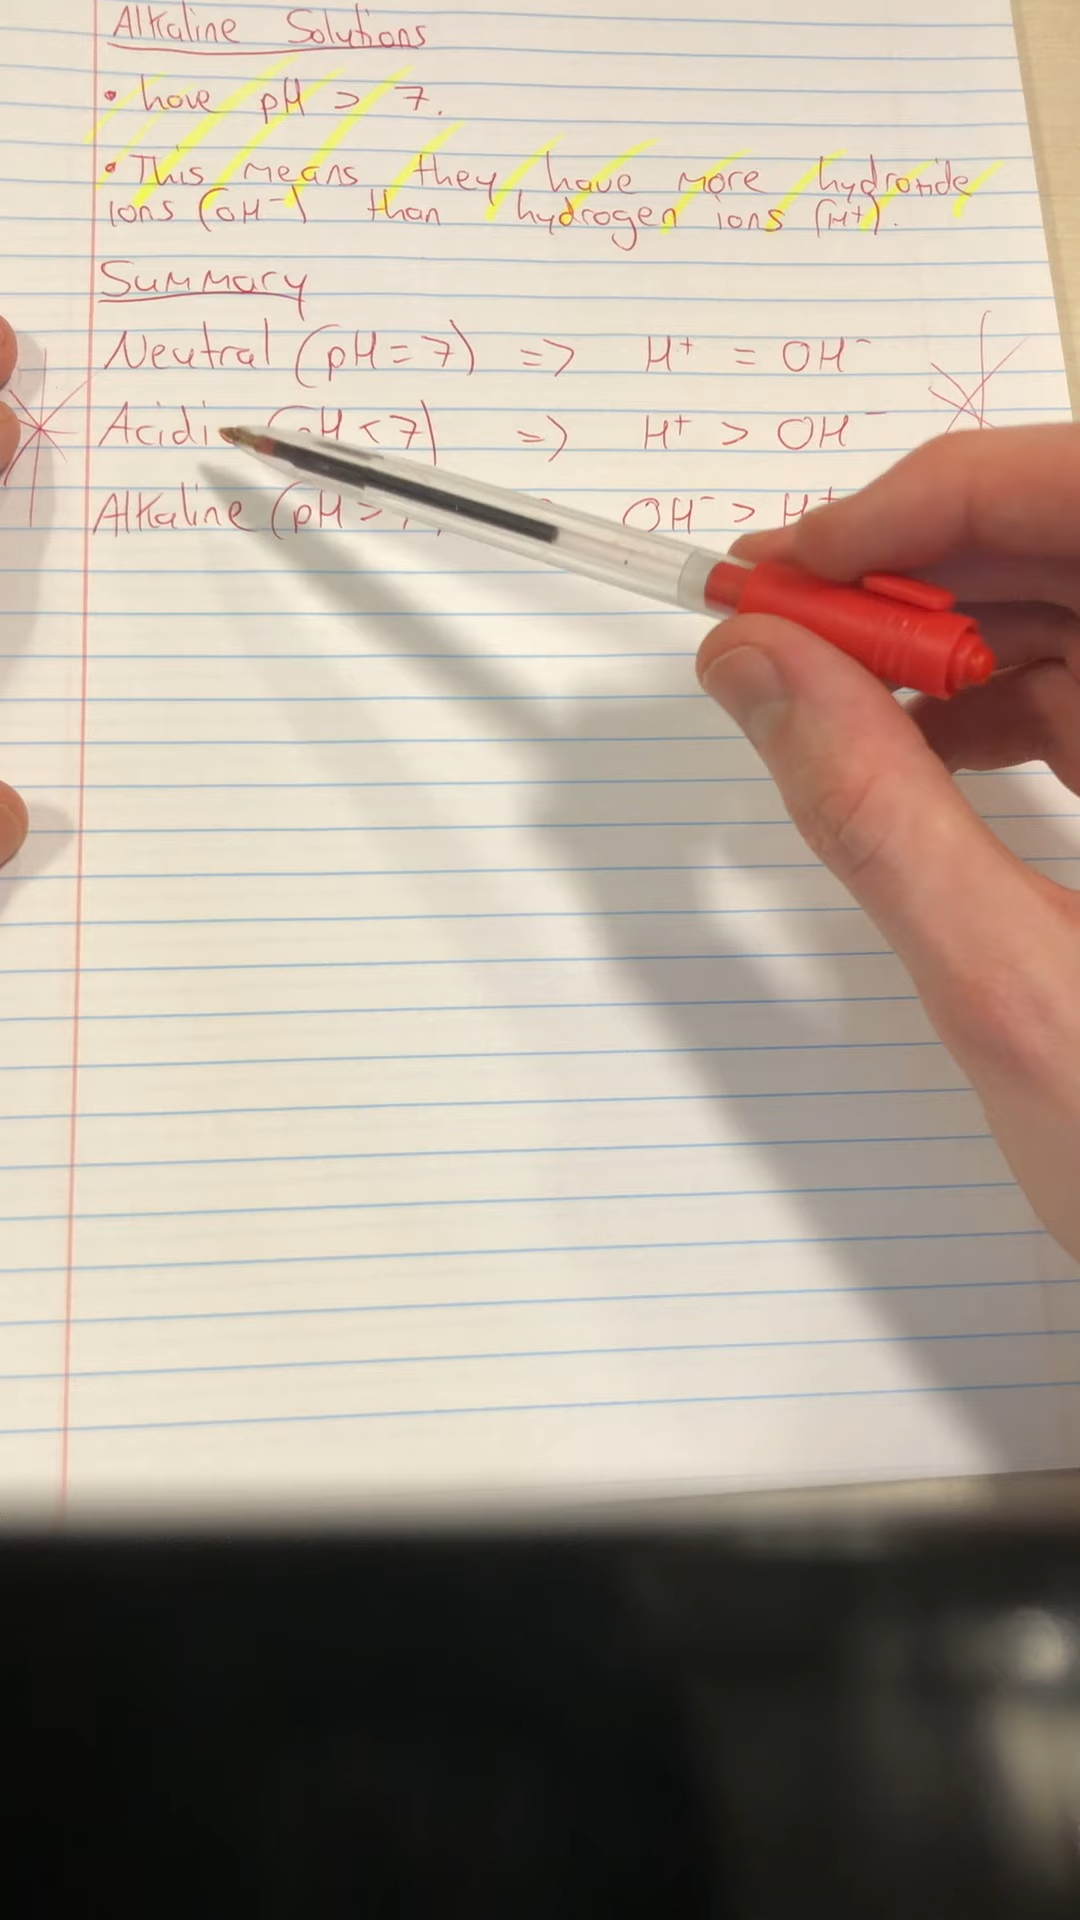 Alkaline Solutions
• have pH > 7.
• This means they have more hydroxide
ions (OH⁻) than hydrogen ions (H⁺).
Summary
Neutral (pH = 7) => H⁺ = OH⁻
Acidi H < 7) => H⁺ > OH⁻
Alkaline (pH > OH⁻ > H⁺